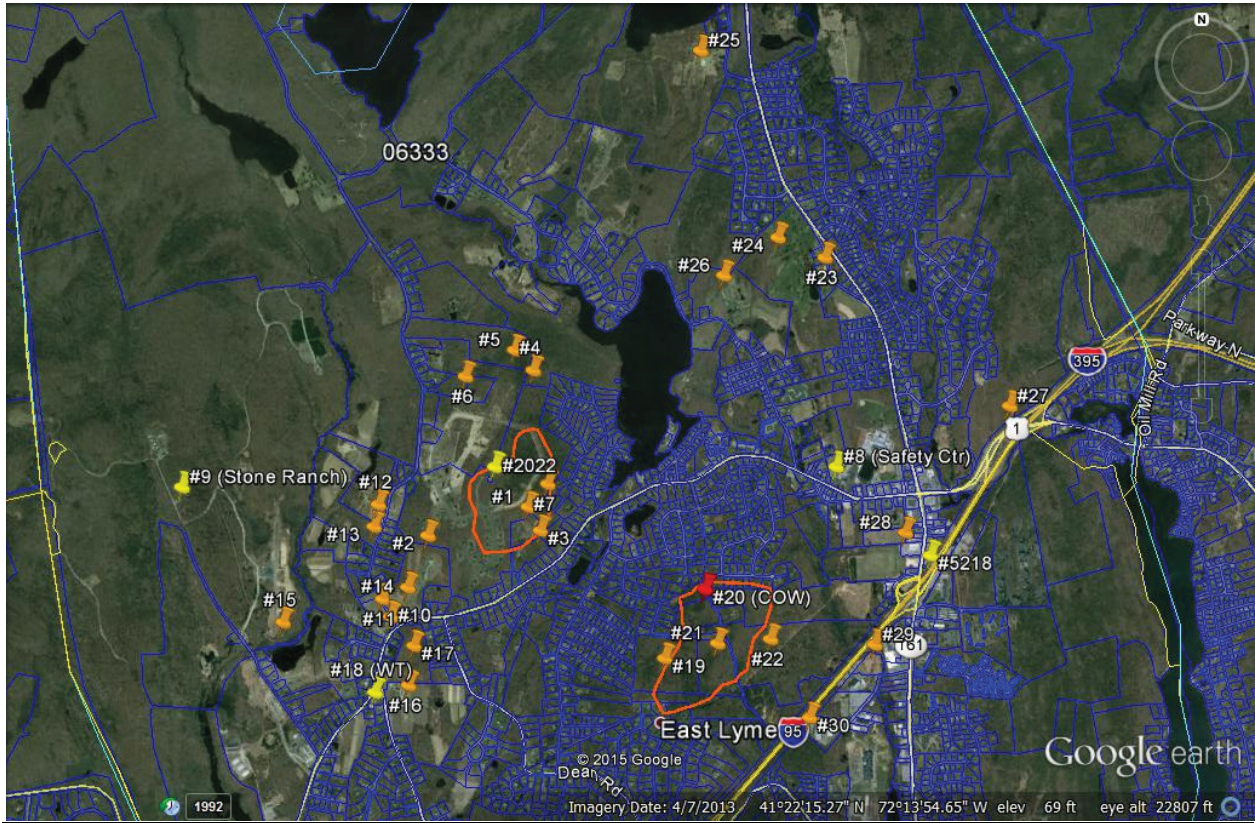 N
#25
06333
#24
#26
#23
#5
#4
#6
Parkway N
395
Oil Mill Rd
#27
1
#2022
#8 (Safety Ctr)
#9 (Stone Ranch)
#1
#12
#7
#13
#2
#3
#28
#5218
#14
#20 (COW)
#15
#11
#10
#21
#29
161
#17
#19
#22
#18 (WT)
#16
East Lyme
95
#30
© 2015 Google
Dean Rd
Google earth
1992
Imagery Date: 4/7/2013 41°22'15.27" N 72°13'54.65" W elev 69 ft eye alt 22807 ft